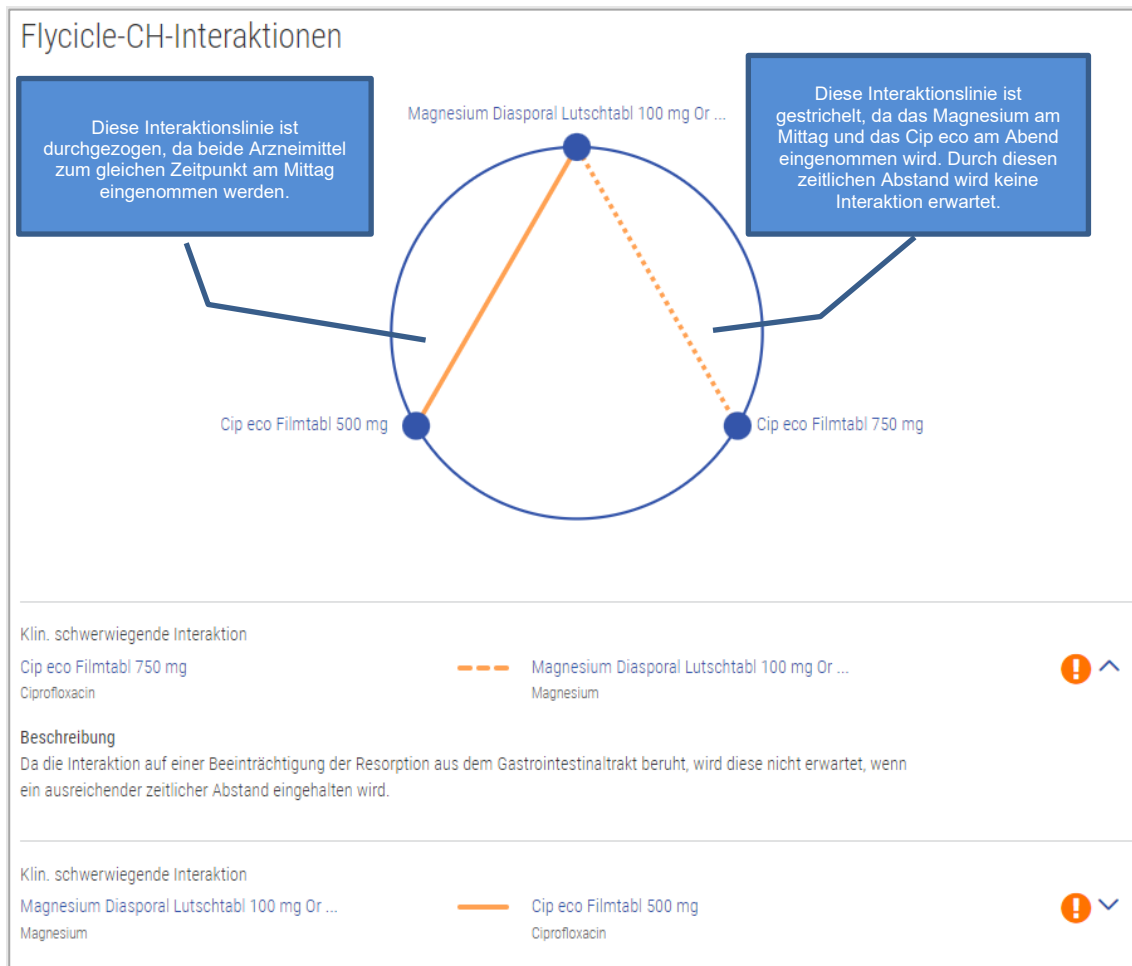 Flycicle-CH-Interaktionen
Diese Interaktionslinie ist
durchgezogen, da beide Arzneimittel
zum gleichen Zeitpunkt am Mittag
eingenommen werden.
Diese Interaktionslinie ist
gestrichelt, da das Magnesium am
Mittag und das Cip eco am Abend
eingenommen wird. Durch diesen
zeitlichen Abstand wird keine
Interaktion erwartet.
Magnesium Diasporal Lutschtabl 100 mg Or ...
Cip eco Filmtabl 500 mg
Cip eco Filmtabl 750 mg
Klin. schwerwiegende Interaktion
Cip eco Filmtabl 750 mg
Magnesium Diasporal Lutschtabl 100 mg Or ...
Ciprofloxacin
Magnesium
Beschreibung
Da die Interaktion auf einer Beeinträchtigung der Resorption aus dem Gastrointestinaltrakt beruht, wird diese nicht erwartet, wenn
ein ausreichender zeitlicher Abstand eingehalten wird.
Klin. schwerwiegende Interaktion
Magnesium Diasporal Lutschtabl 100 mg Or ...
Cip eco Filmtabl 500 mg
Magnesium
Ciprofloxacin